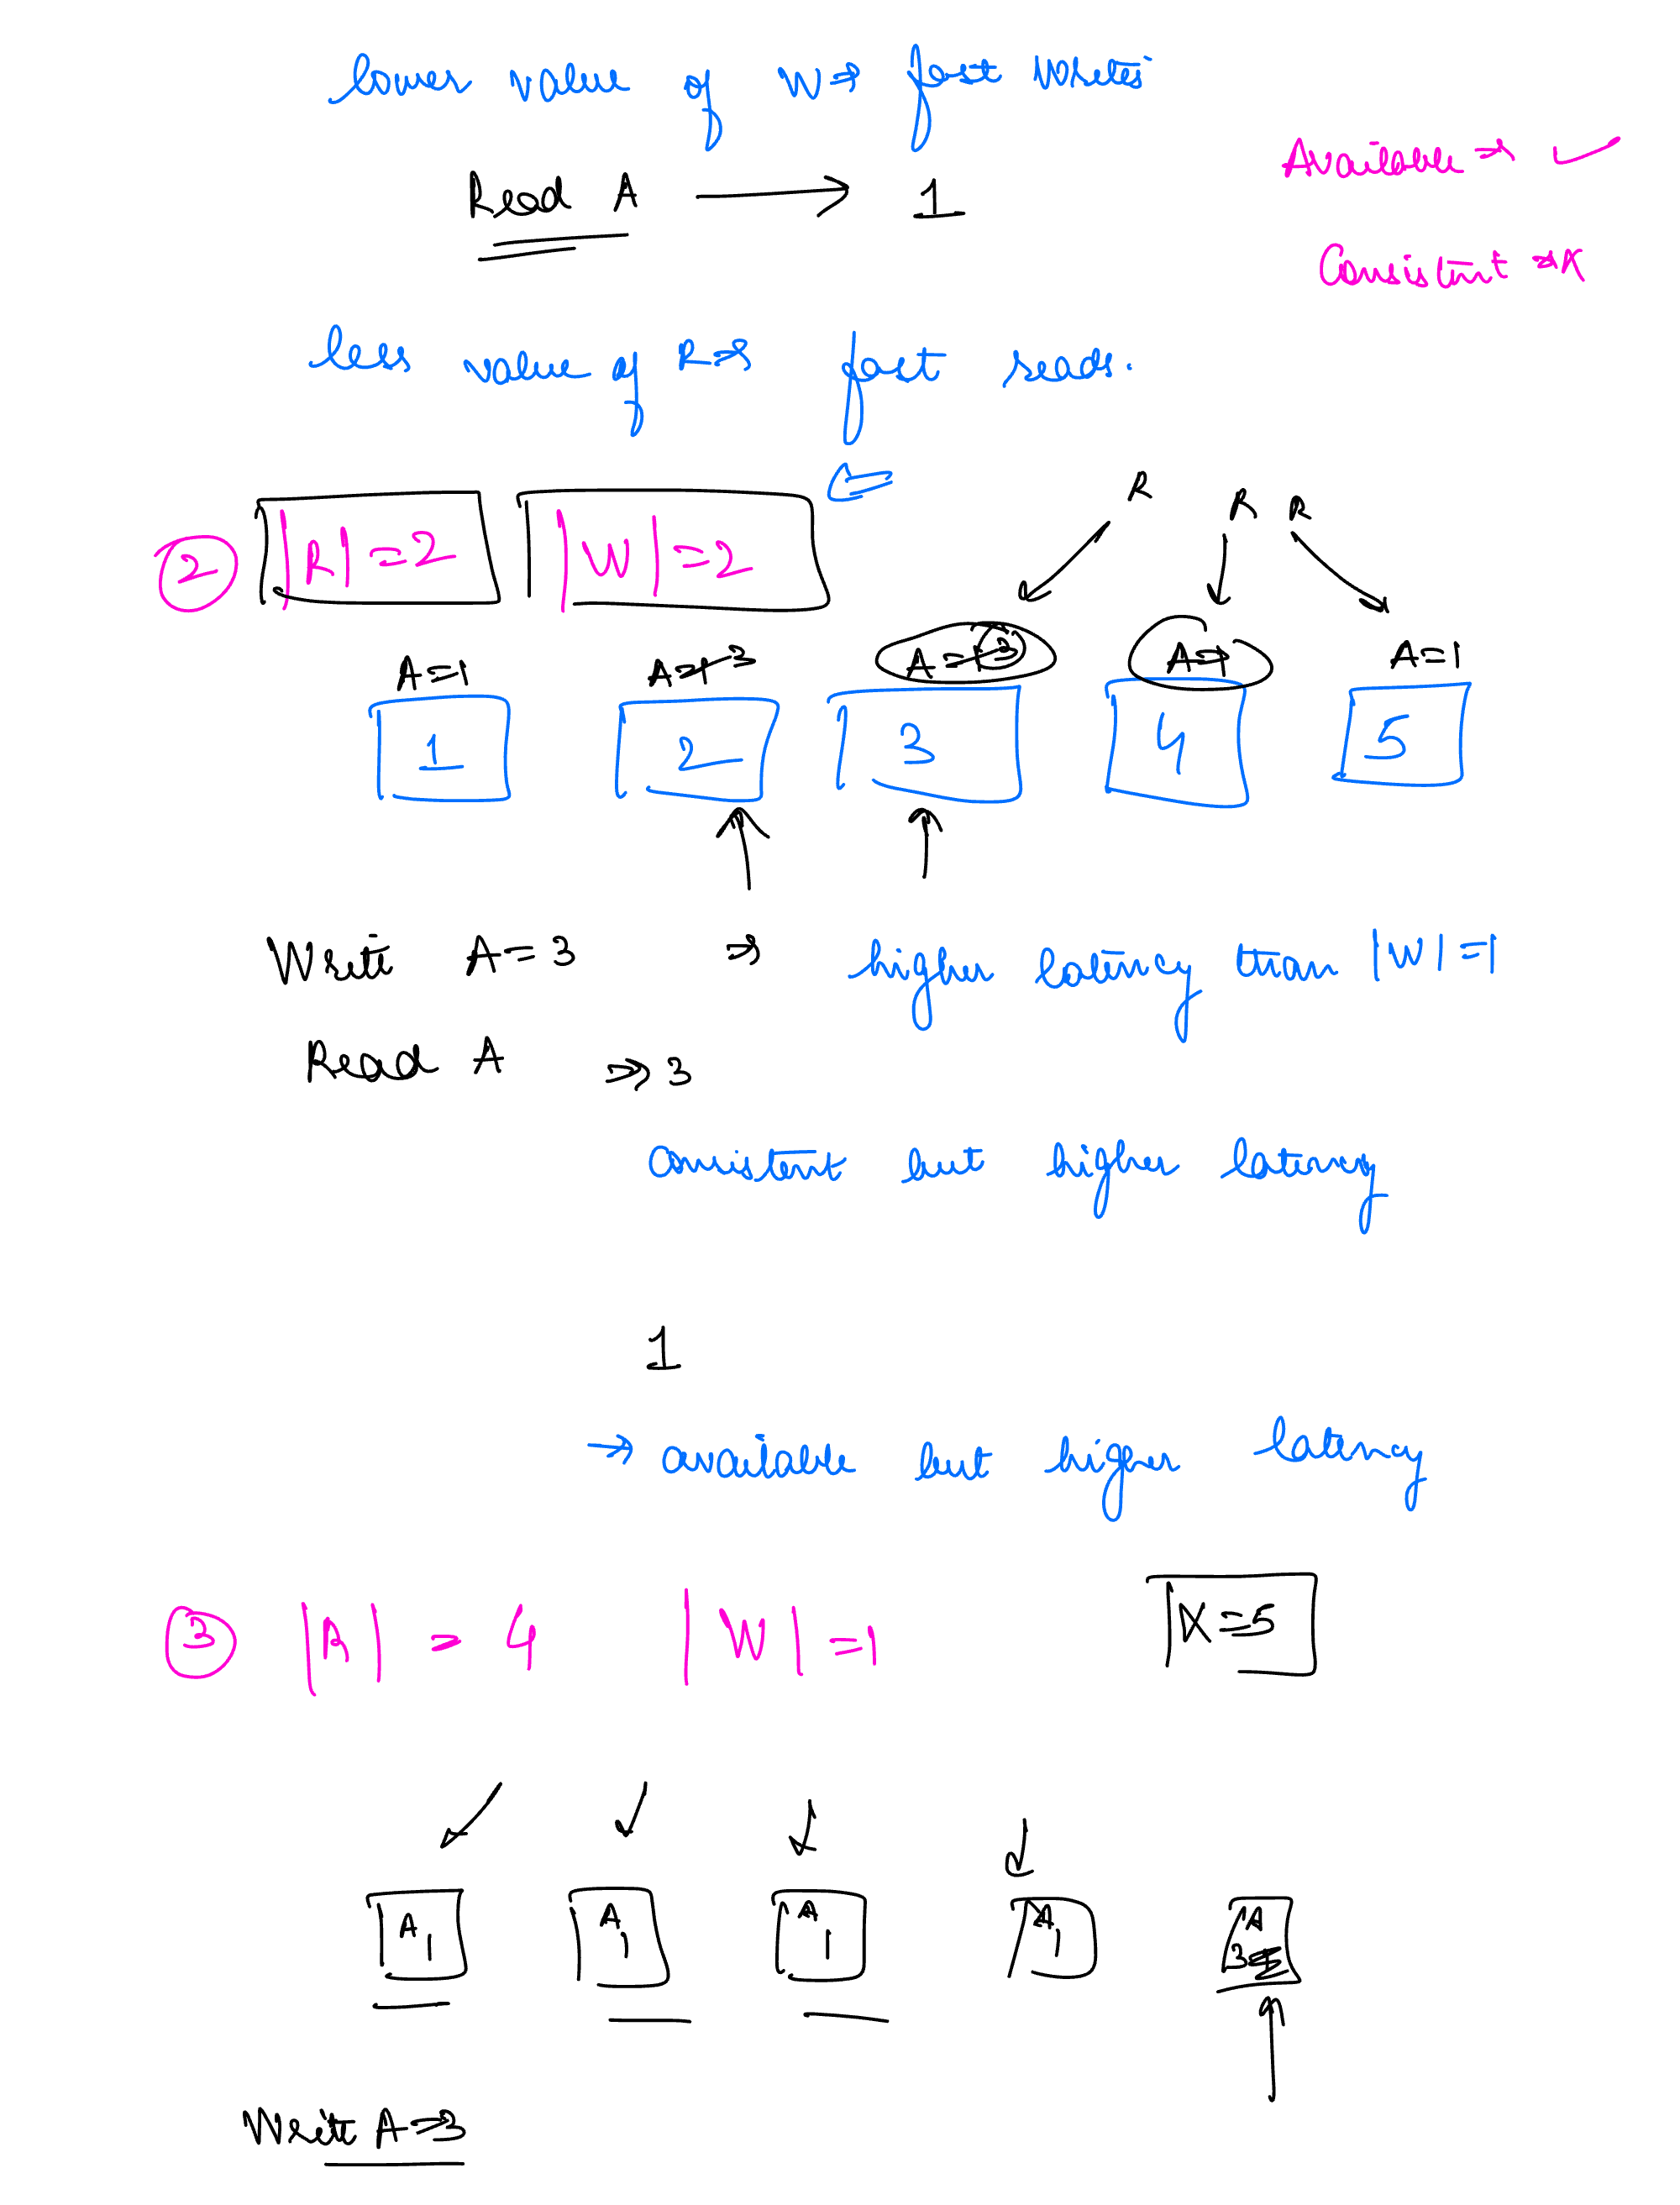 lower value of W ⇒ fast writes
Available ⇒ ✓
Read A → 1
Consistent ⇒ X
less value of R ⇒ fast reads.
R R R
② |R| = 2 |W| = 2
A=1 A=1 3 A=1 3 A=1 A=1
1 2 3 4 5
Write A=3 ⇒ higher latency than |W|=1
Read A ⇒ 3
Consistent but higher latency
1
→ available but higher latency
③ |R| = 4 |W| = 1 X=5
A A A A A
1 1 1 1 3
Write A=3